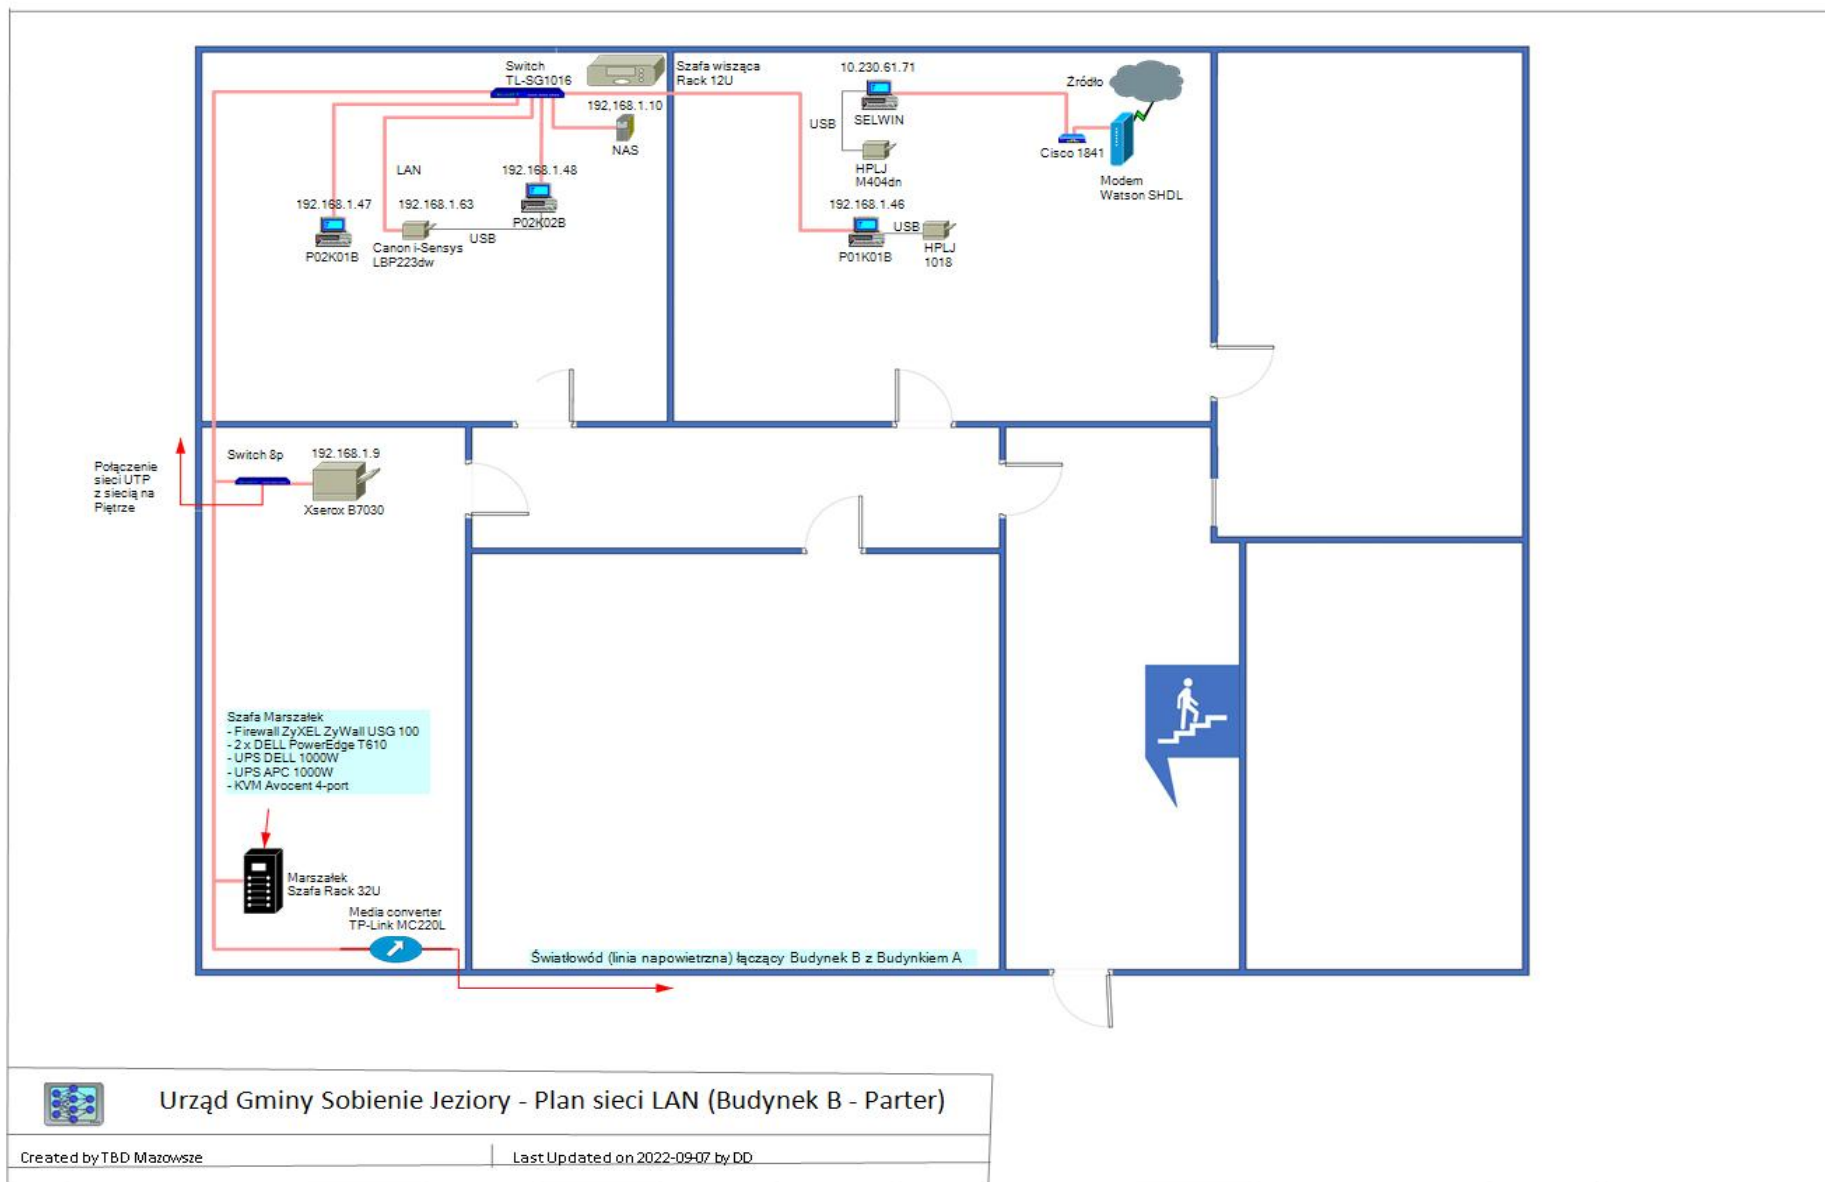 Switch
TL-SG1016
Szafa wisząca
Rack 12U
192.168.1.10
NAS
LAN
192.168.1.48
P02K02B
192.168.1.47
P02K01B
192.168.1.63
Canon i-Sensys
LBP223dw
USB
10.230.61.71
SELWIN
USB
HPLJ
M404dn
192.168.1.46
P01K01B
USB
HPLJ
1018
Źródło
Cisco 1841
Modem
Watson SHDL
Połączenie
sieci UTP
z siecią na
Piętrze
Switch 8p
192.168.1.9
Xserox B7030
Szafa Marszałek
- Firewall ZyXEL ZyWall USG 100
- 2 x DELL PowerEdge T610
- UPS DELL 1000W
- UPS APC 1000W
- KVM Avocent 4-port
Marszałek
Szafa Rack 32U
Media converter
TP-Link MC220L
Światłowód (linia napowietrzna) łączący Budynek B z Budynkiem A
Urząd Gminy Sobienie Jeziory - Plan sieci LAN (Budynek B - Parter)
Created by TBD Mazowsze
Last Updated on 2022-09-07 by DD